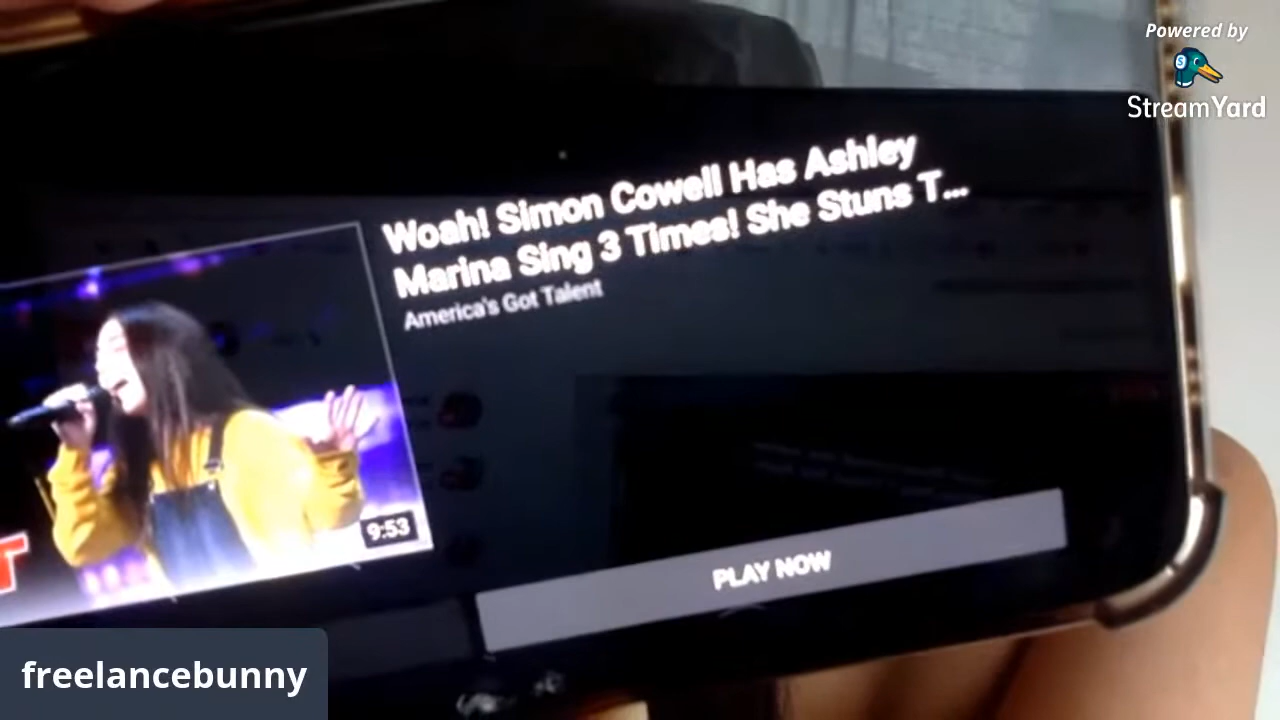 Powered by
StreamYard
Woah! Simon Cowell Has Ashley
Marina Sing 3 Times! She Stuns T...
America's Got Talent
9:53
PLAY NOW
freelancebunny